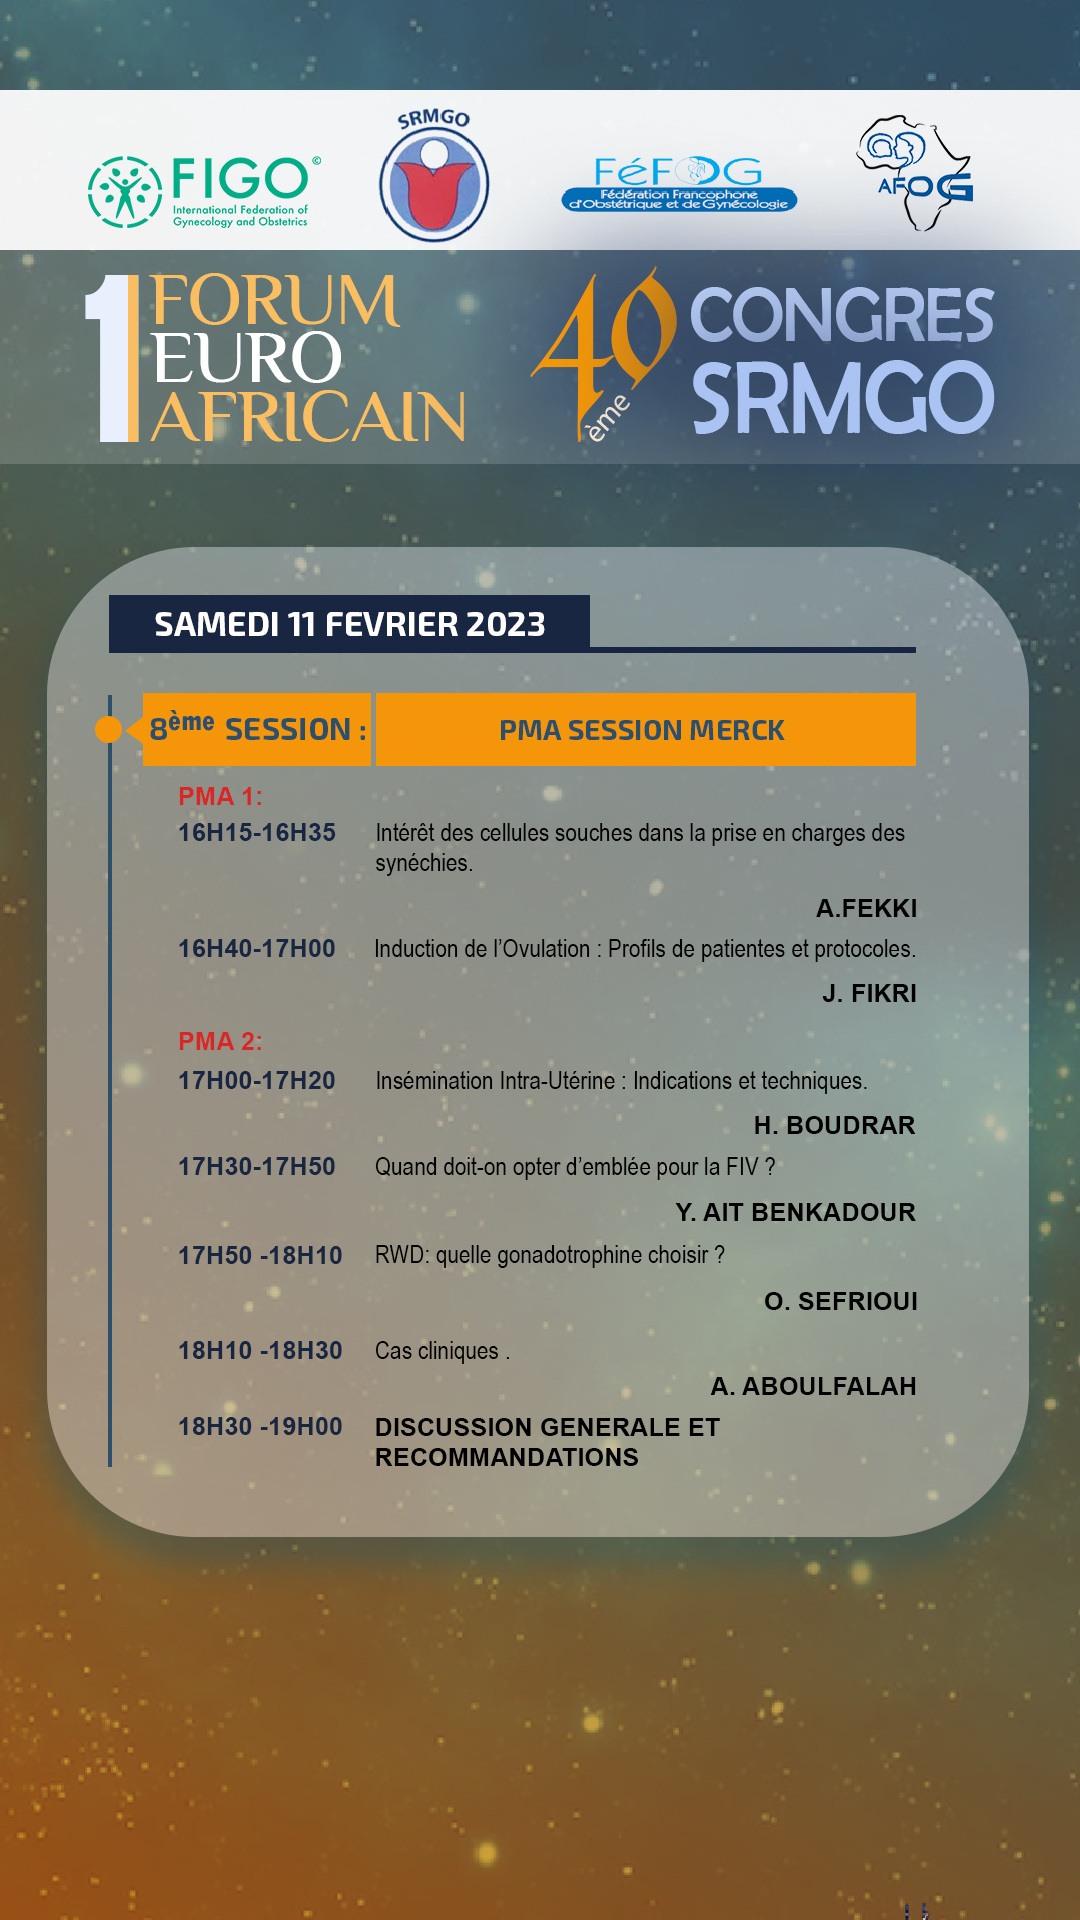 FIGO©
International Federation of
Gynecology and Obstetrics
SRMGO
FéFOG
Fédération Francophone
d'Obstétrique et de Gynécologie
AFOG
1 FORUM
EURO
AFRICAIN
40ème CONGRES
SRMGO
SAMEDI 11 FEVRIER 2023
8ème SESSION :
PMA SESSION MERCK
PMA 1:
16H15-16H35 Intérêt des cellules souches dans la prise en charges des
synéchies.
A.FEKKI
16H40-17H00 Induction de l’Ovulation : Profils de patientes et protocoles.
J. FIKRI
PMA 2:
17H00-17H20 Insémination Intra-Utérine : Indications et techniques.
H. BOUDRAR
17H30-17H50 Quand doit-on opter d’emblée pour la FIV ?
Y. AIT BENKADOUR
17H50 -18H10 RWD: quelle gonadotrophine choisir ?
O. SEFRIOUI
18H10 -18H30 Cas cliniques .
A. ABOULFALAH
18H30 -19H00 DISCUSSION GENERALE ET
RECOMMANDATIONS